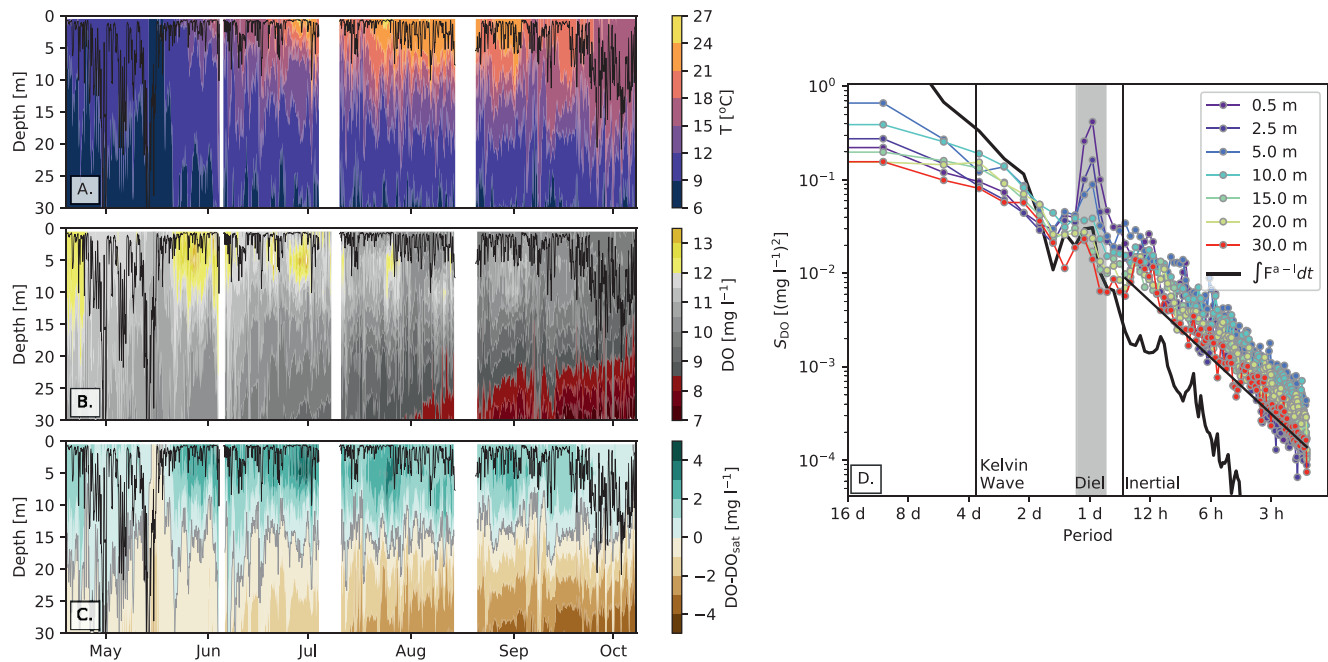 0
5
10
15
20
25
30
Depth [m]
A.
27
24
21
18
15
12
9
6
T [°C]
0
5
10
15
20
25
30
Depth [m]
B.
13
12
11
10
9
8
7
DO [mg l⁻¹]
0
5
10
15
20
25
30
Depth [m]
C.
4
2
0
−2
−4
DO-DO_sat [mg l⁻¹]
May Jun Jul Aug Sep Oct
10⁰
10⁻¹
10⁻²
10⁻³
10⁻⁴
S_DO [(mg l⁻¹)²]
0.5 m
2.5 m
5.0 m
10.0 m
15.0 m
20.0 m
30.0 m
∫F^(a−l)dt
D.
Kelvin
Wave
Diel
Inertial
16 d 8 d 4 d 2 d 1 d 12 h 6 h 3 h
Period